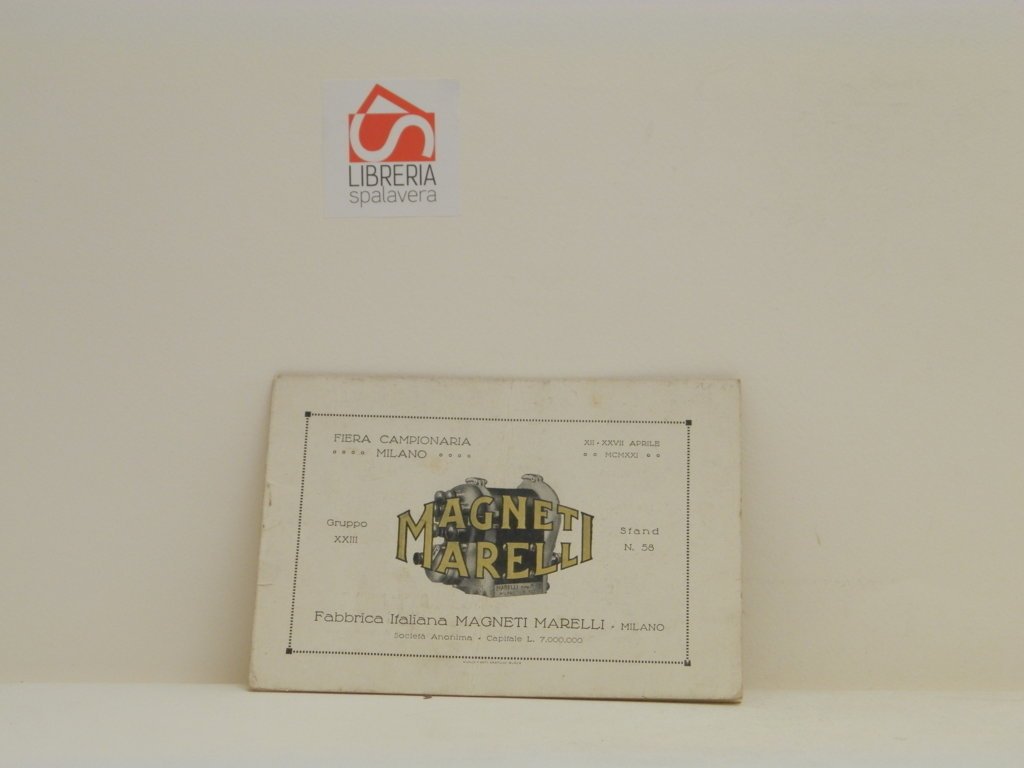 LIBRERIA
spalavera
FIERA CAMPIONARIA
MILANO
XII - XXVII APRILE
MCMXXI
MAGNETI
MARELLI
Gruppo
XXIII
Stand
N. 58
Fabbrica Italiana MAGNETI MARELLI - MILANO
Società Anonima - Capitale L. 7.000.000